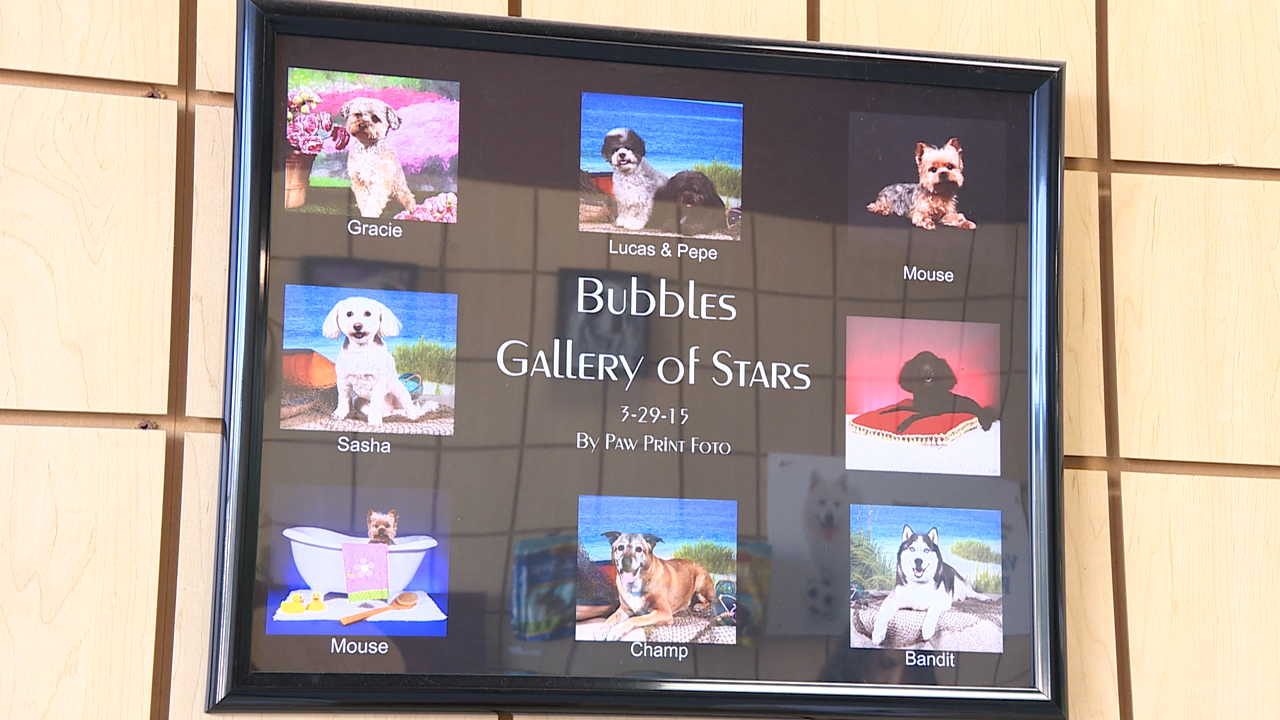 Gracie
Lucas & Pepe
Mouse
Bubbles
Gallery of Stars
3-29-15
By Paw Print Foto
Sasha
Mouse
Champ
Bandit